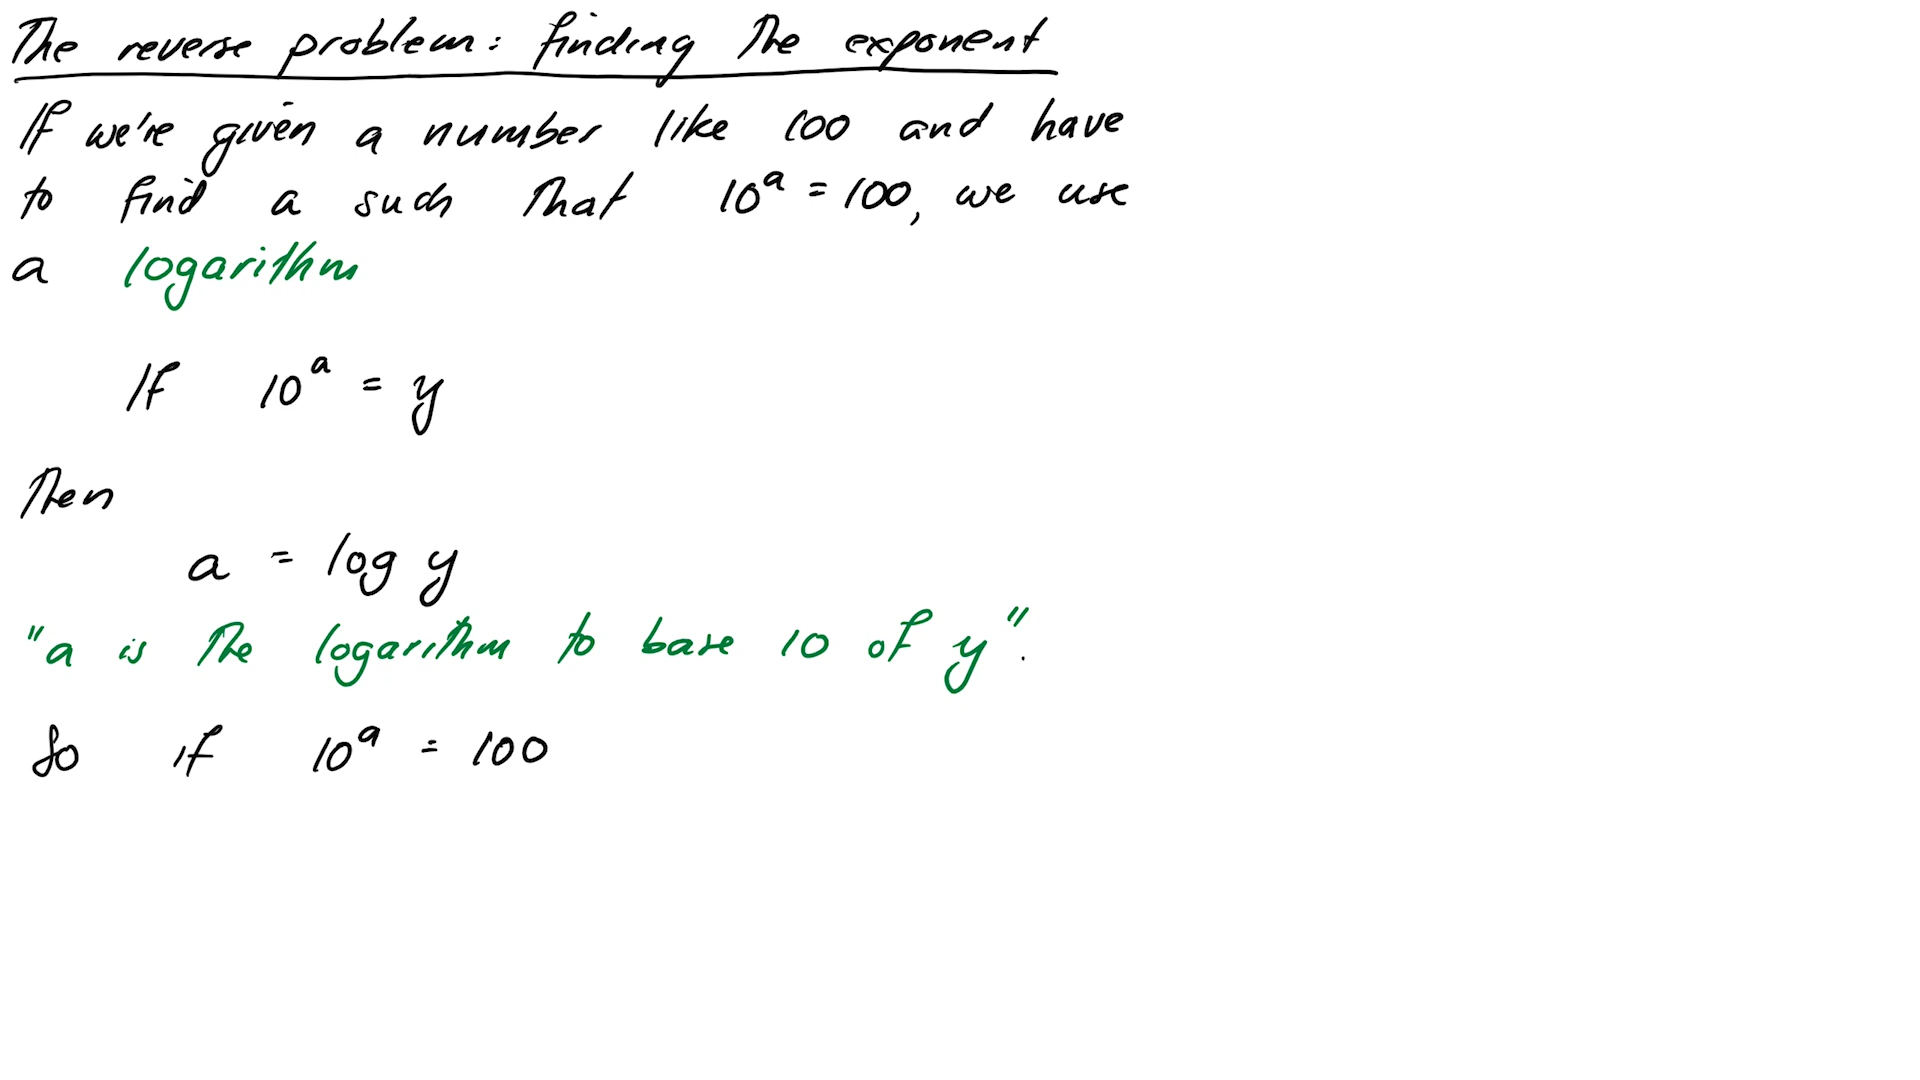 The reverse problem: finding the exponent
If we're given a number like 100 and have
to find a such that 10^a = 100, we use
a logarithm
If 10^a = y
Then
a = log y
"a is the logarithm to base 10 of y".
So if 10^a = 100